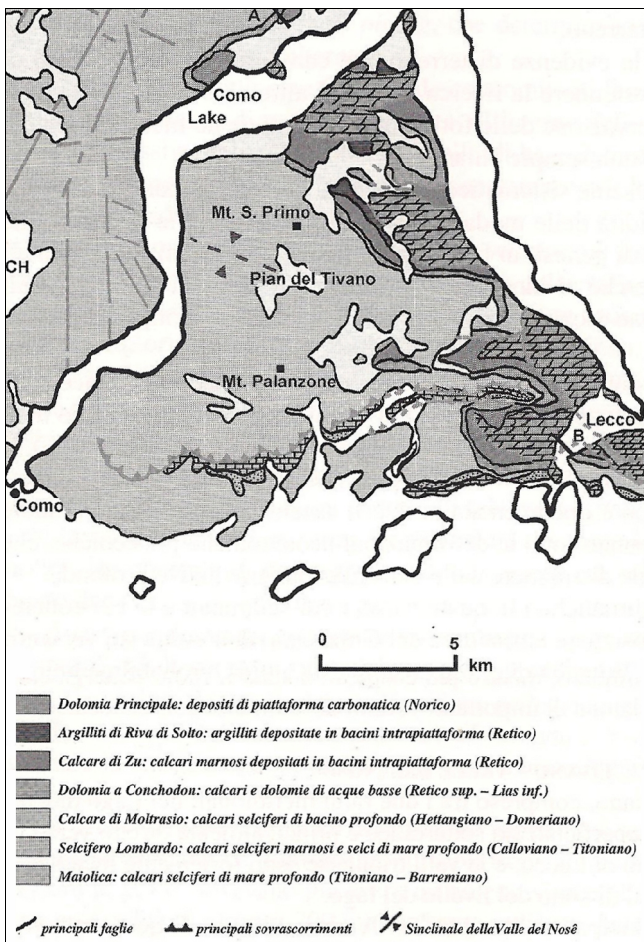 A
Como
Lake
Mt. S. Primo
CH
Pian del Tivano
Mt. Palanzone
Lecco
B
Como
0 5
km
Dolomia Principale: depositi di piattaforma carbonatica (Norico)
Argilliti di Riva di Solto: argilliti depositate in bacini intrapiattaforma (Retico)
Calcare di Zu: calcari marnosi depositati in bacini intrapiattaforma (Retico)
Dolomia a Conchodon: calcari e dolomie di acque basse (Retico sup. – Lias inf.)
Calcare di Moltrasio: calcari selciferi di bacino profondo (Hettangiano – Domeriano)
Selcifero Lombardo: calcari selciferi marnosi e selci di mare profondo (Calloviano – Titoniano)
Maiolica: calcari selciferi di mare profondo (Titoniano – Barremiano)
principali faglie principali sovrascorrimenti Sinclinale dellaValle del Nosê